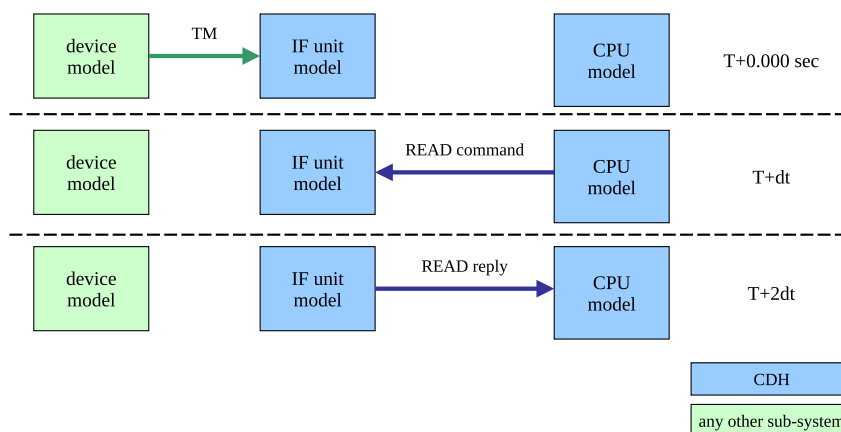 TM
device
model
IF unit
model
CPU
model
T+0.000 sec
device
model
IF unit
model
READ command
CPU
model
T+dt
device
model
IF unit
model
READ reply
CPU
model
T+2dt
CDH
any other sub-system